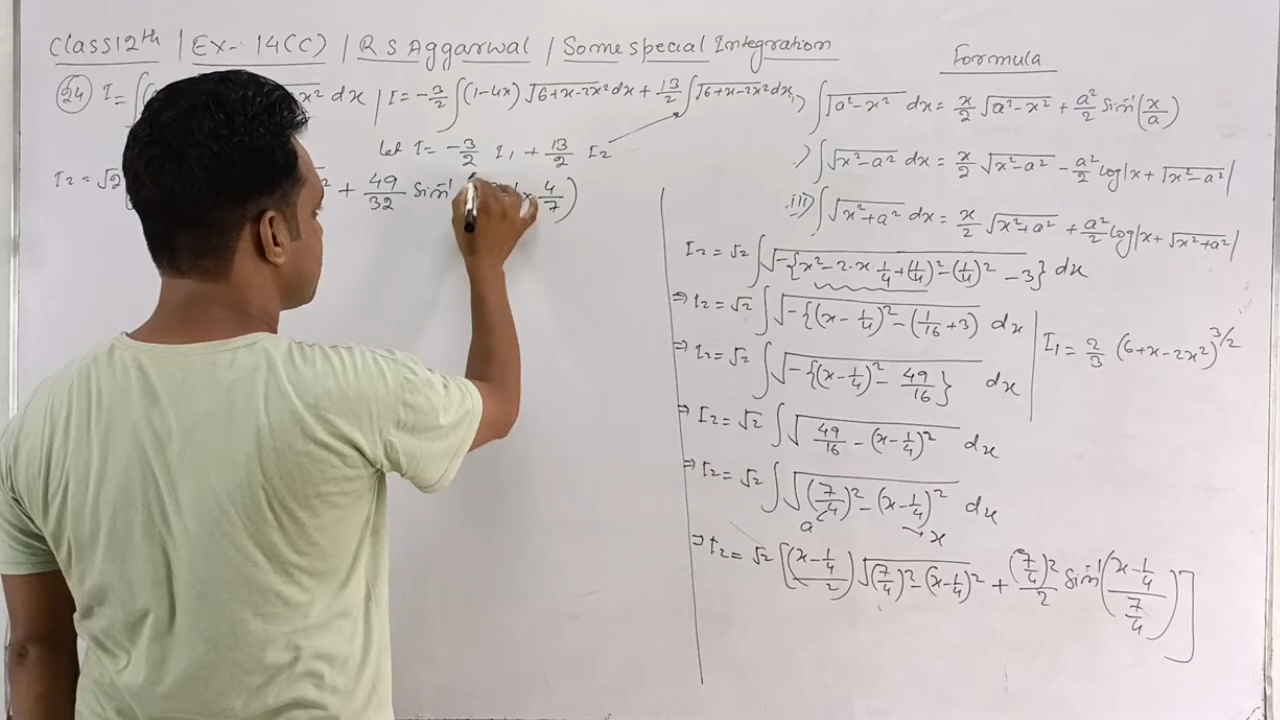 Class 12th | EX- 14(C) | R S Aggarwal | Some special Integration
Formula
(24) I = ∫( x² dx | I = -3/2 ∫(1-4x) √6+x-2x² dx + 13/2 ∫√6+x-2x² dx
Let I = -3/2 I₁ + 13/2 I₂
I₂ = √2 + 49/32 Sin⁻¹ 4/7)
i) ∫√a²-x² dx = x/2 √a²-x² + a²/2 Sin⁻¹(x/a)
.) ∫√x²-a² dx = x/2 √x²-a² - a²/2 log|x + √x²-a²|
iii) ∫√x²+a² dx = x/2 √x²+a² + a²/2 log|x + √x²+a²|
I₂ = √2 ∫√-{x²-2·x 1/4+(1/4)²-(1/4)² -3} dx
⇒ I₂ = √2 ∫√-{(x-1/4)²-(1/16+3)} dx
I₁ = 2/3 (6+x-2x²)^3/2
⇒ I₂ = √2 ∫√-{(x-1/4)² - 49/16} dx
⇒ I₂ = √2 ∫√49/16 - (x-1/4)² dx
⇒ I₂ = √2 ∫√(7/4)² - (x-1/4)² dx
a → x
⇒ I₂ = √2 [(x-1/4)/2 √(7/4)²-(x-1/4)² + (7/4)²/2 Sin⁻¹(x-1/4 / 7/4)]